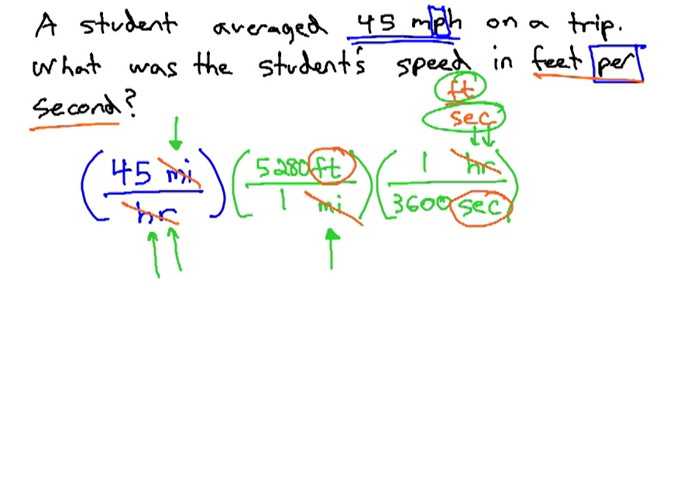 A student averaged 45 mph on a trip.
What was the student's speed in feet per
second?
ft
sec
(45 mi / hr) (5280 ft / 1 mi) (1 hr / 3600 sec)